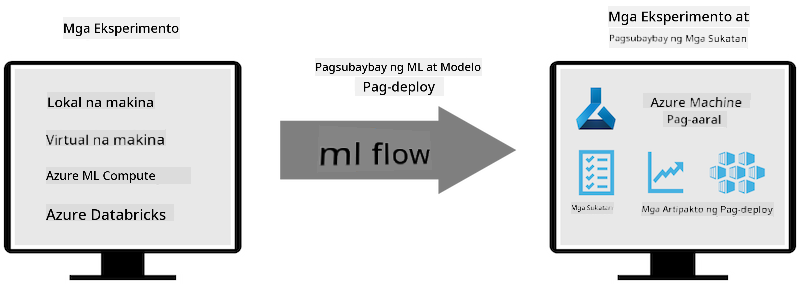 Mga Eksperimento
Lokal na makina
Virtual na makina
Azure ML Compute
Azure Databricks
Pagsubaybay ng ML at Modelo
Pag-deploy
ml flow
Mga Eksperimento at
Pagsubaybay ng Mga Sukatan
Azure Machine
Pag-aaral
Mga Sukatan
Mga Artipakto ng Pag-deploy